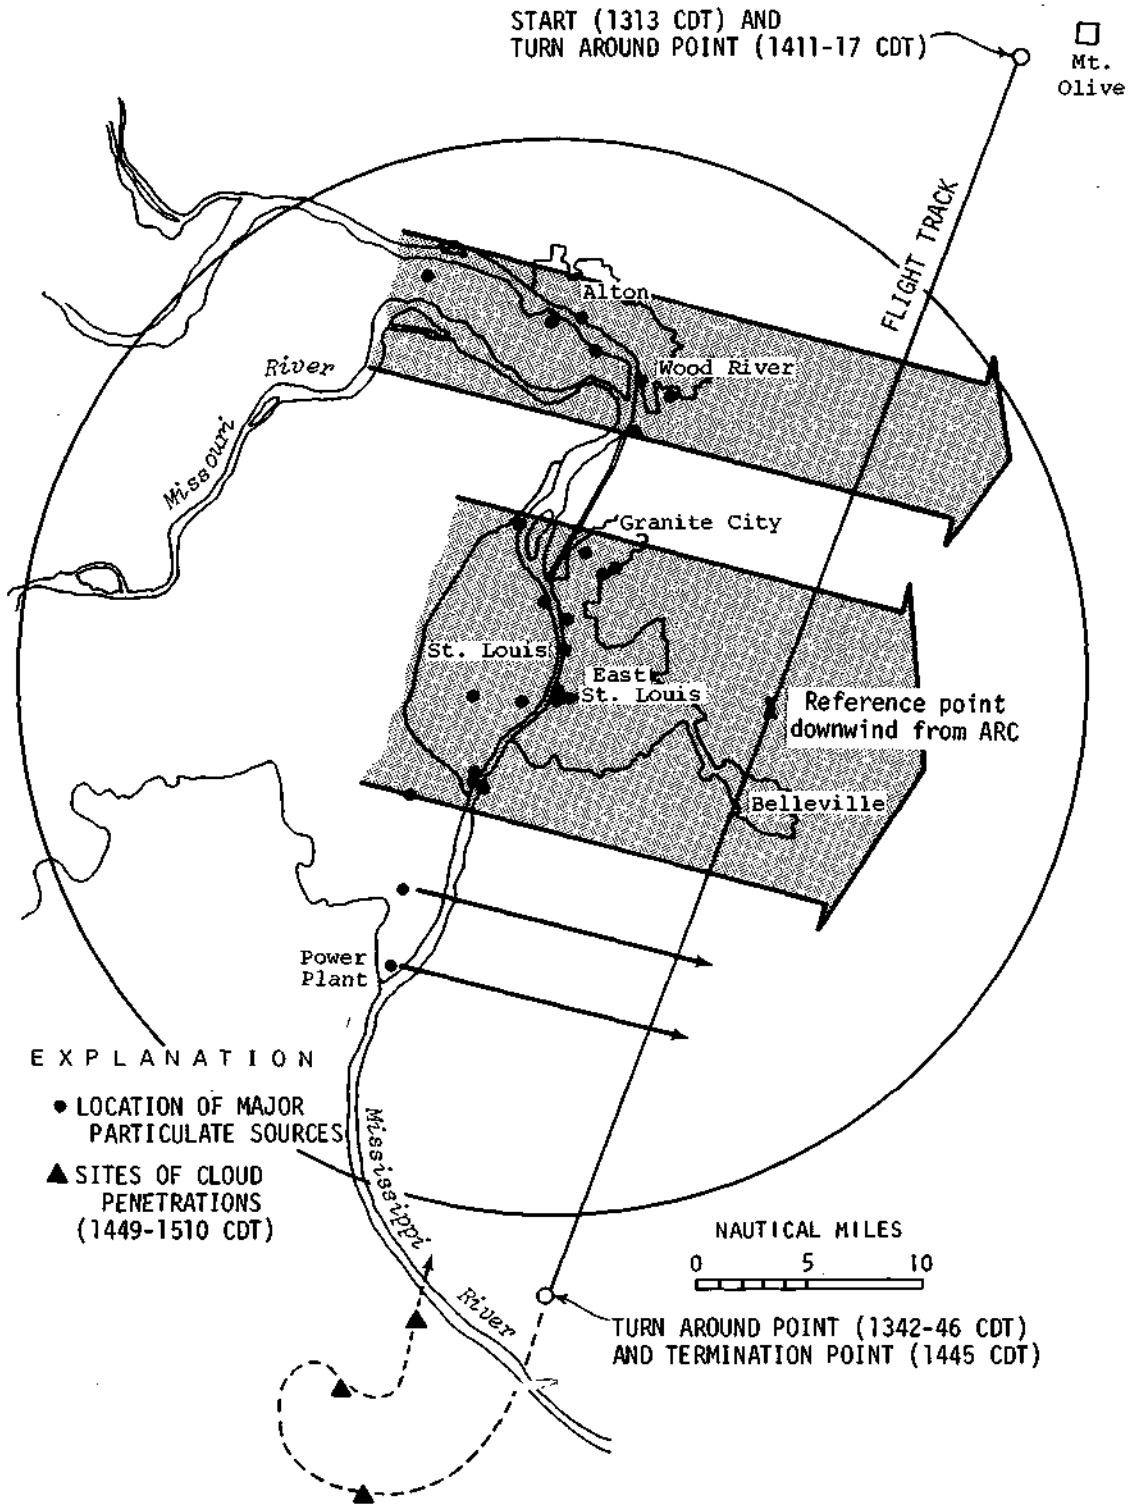 START (1313 CDT) AND
TURN AROUND POINT (1411-17 CDT)
Mt.
Olive
FLIGHT TRACK
Alton
Wood River
River
Missouri
Granite City
St. Louis
East
St. Louis
Reference point
downwind from ARC
Belleville
Power
Plant
EXPLANATION
LOCATION OF MAJOR
PARTICULATE SOURCES
SITES OF CLOUD
PENETRATIONS
(1449-1510 CDT)
Mississippi
River
NAUTICAL MILES
0 5 10
TURN AROUND POINT (1342-46 CDT)
AND TERMINATION POINT (1445 CDT)